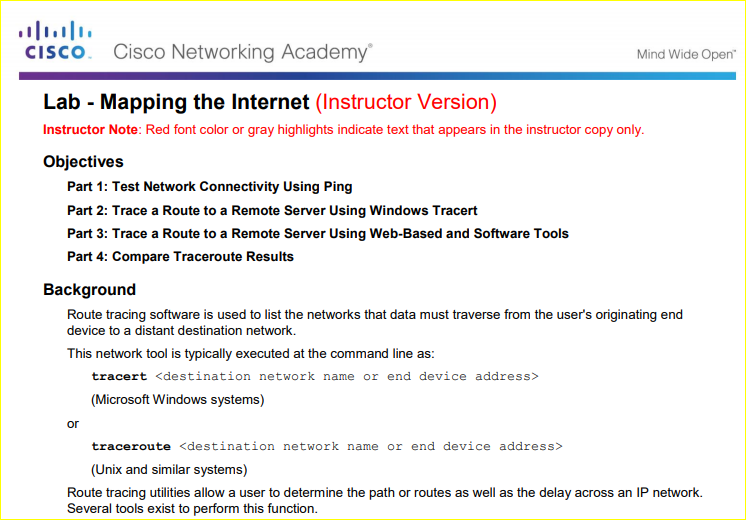 CISCO
Cisco Networking Academy®
Mind Wide Open™
Lab - Mapping the Internet (Instructor Version)
Instructor Note: Red font color or gray highlights indicate text that appears in the instructor copy only.
Objectives
Part 1: Test Network Connectivity Using Ping
Part 2: Trace a Route to a Remote Server Using Windows Tracert
Part 3: Trace a Route to a Remote Server Using Web-Based and Software Tools
Part 4: Compare Traceroute Results
Background
Route tracing software is used to list the networks that data must traverse from the user's originating end
device to a distant destination network.
This network tool is typically executed at the command line as:
tracert <destination network name or end device address>
(Microsoft Windows systems)
or
traceroute <destination network name or end device address>
(Unix and similar systems)
Route tracing utilities allow a user to determine the path or routes as well as the delay across an IP network.
Several tools exist to perform this function.